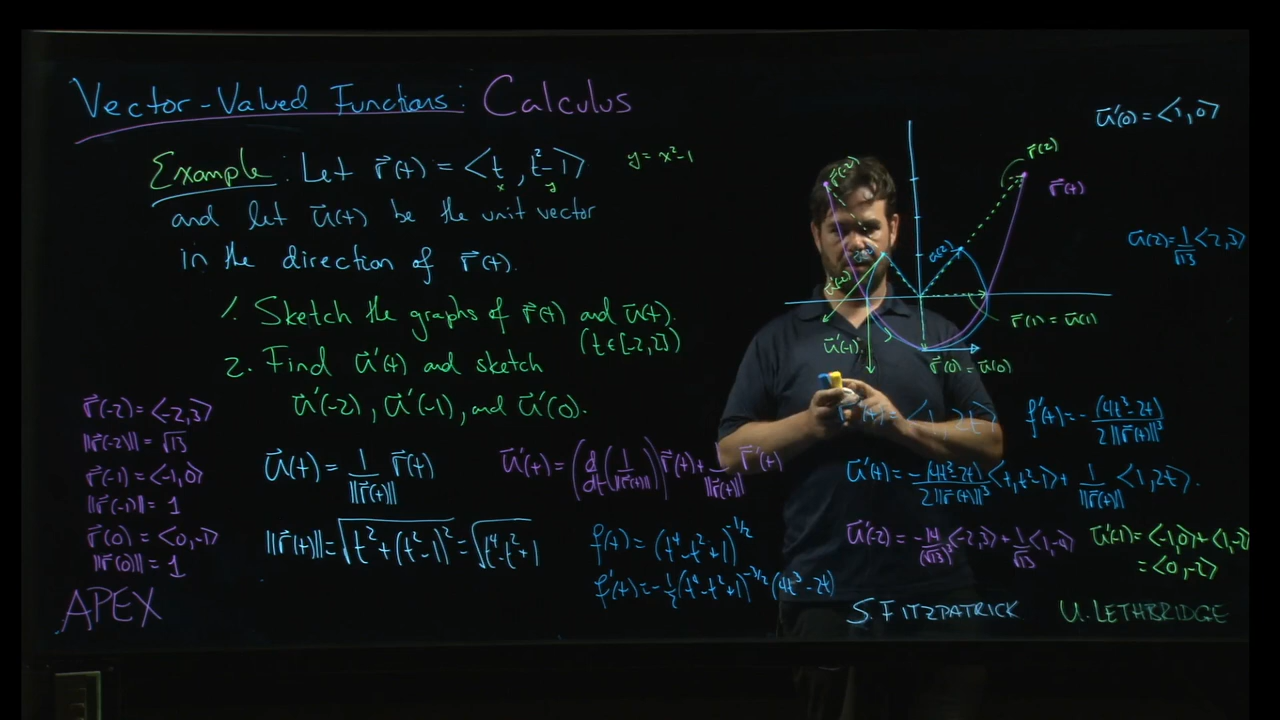 Vector-Valued Functions: Calculus
Example: Let r⃗(t) = <t, t²-1>
x y
y = x²-1
and let u⃗(t) be the unit vector
in the direction of r⃗(t).
1. Sketch the graphs of r⃗(t) and u⃗(t).
(t∈[-2,2])
2. Find u⃗'(t) and sketch
u⃗'(-2), u⃗'(-1), and u⃗'(0).
r⃗(-2) = <-2,3>
||r⃗(-2)|| = √13
r⃗(-1) = <-1,0>
||r⃗(-1)|| = 1
r⃗(0) = <0,-1>
||r⃗(0)|| = 1
u⃗(t) = 1/||r⃗(t)|| r⃗(t)
||r⃗(t)|| = √(t²+(t²-1)²) = √(t⁴-t²+1)
u⃗'(t) = (d/dt(1/||r⃗(t)||)) r⃗(t) + 1/||r⃗(t)|| r⃗'(t)
f(t) = (t⁴-t²+1)^(-1/2)
f'(t) = -1/2(t⁴-t²+1)^(-3/2) (4t³-2t)
u⃗'(0) = <1,0>
r⃗(-2)
r⃗(2)
r⃗(t)
u⃗(2)
u⃗(2) = 1/√13 <2,3>
u⃗'(-2)
r⃗(1) = u⃗(1)
u⃗'(-1)
r⃗(0) = u⃗(0)
r⃗'(t) = <1,2t>
f'(t) = -(4t³-2t)/(2||r⃗(t)||³)
u⃗'(t) = -(4t³-2t)/(2||r⃗(t)||³) <t,t²-1> + 1/||r⃗(t)|| <1,2t>.
u⃗'(-1) = <-1,0> + <1,-2>
= <0,-2>
APEX
S. FITZPATRICK
U. LETHBRIDGE